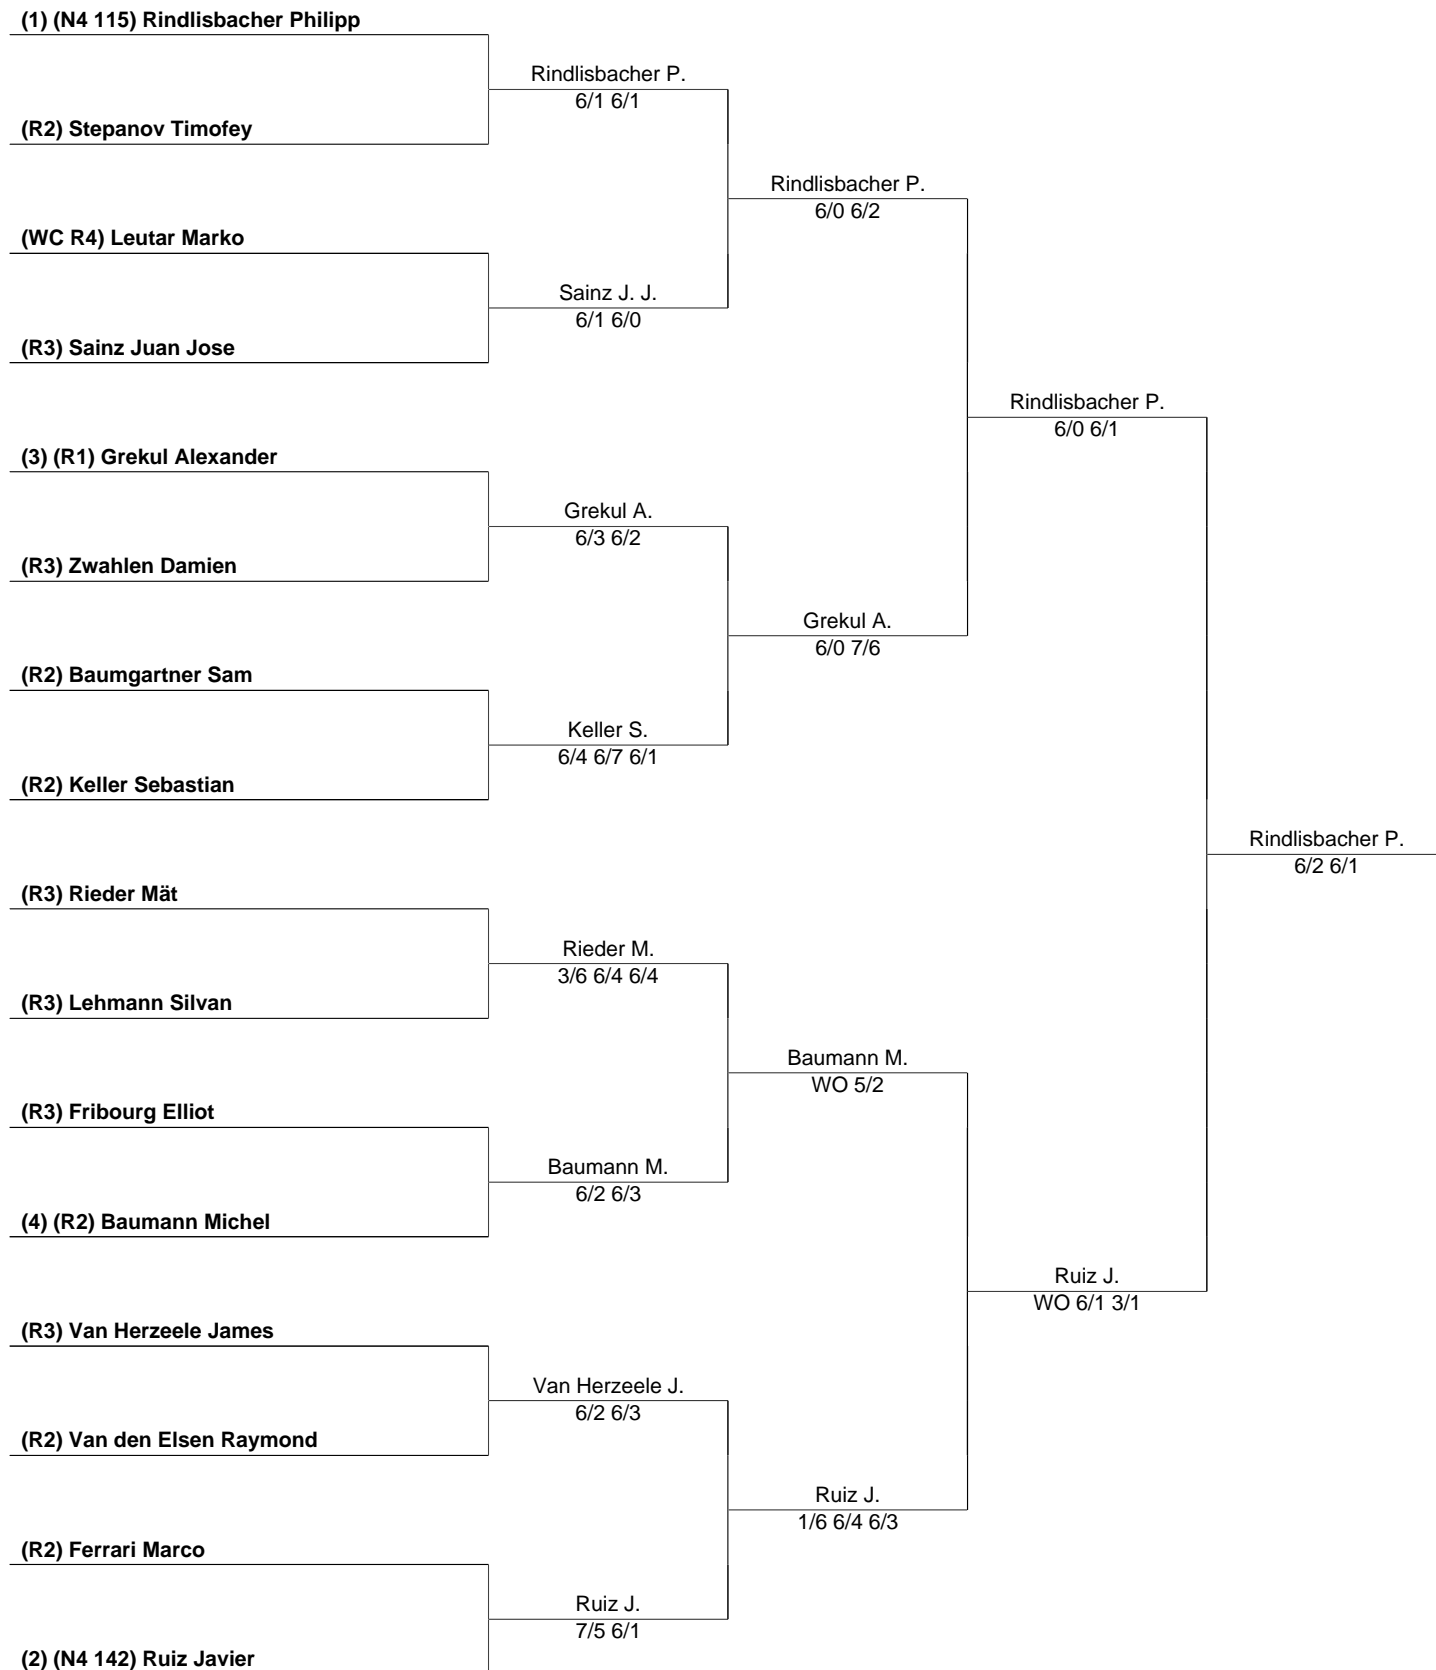 (1) (N4 115) Rindlisbacher Philipp
Rindlisbacher P.
6/1 6/1
(R2) Stepanov Timofey
Rindlisbacher P.
6/0 6/2
(WC R4) Leutar Marko
Sainz J. J.
6/1 6/0
(R3) Sainz Juan Jose
Rindlisbacher P.
6/0 6/1
(3) (R1) Grekul Alexander
Grekul A.
6/3 6/2
(R3) Zwahlen Damien
Grekul A.
6/0 7/6
(R2) Baumgartner Sam
Keller S.
6/4 6/7 6/1
(R2) Keller Sebastian
Rindlisbacher P.
6/2 6/1
(R3) Rieder Mät
Rieder M.
3/6 6/4 6/4
(R3) Lehmann Silvan
Baumann M.
WO 5/2
(R3) Fribourg Elliot
Baumann M.
6/2 6/3
(4) (R2) Baumann Michel
Ruiz J.
WO 6/1 3/1
(R3) Van Herzeele James
Van Herzeele J.
6/2 6/3
(R2) Van den Elsen Raymond
Ruiz J.
1/6 6/4 6/3
(R2) Ferrari Marco
Ruiz J.
7/5 6/1
(2) (N4 142) Ruiz Javier